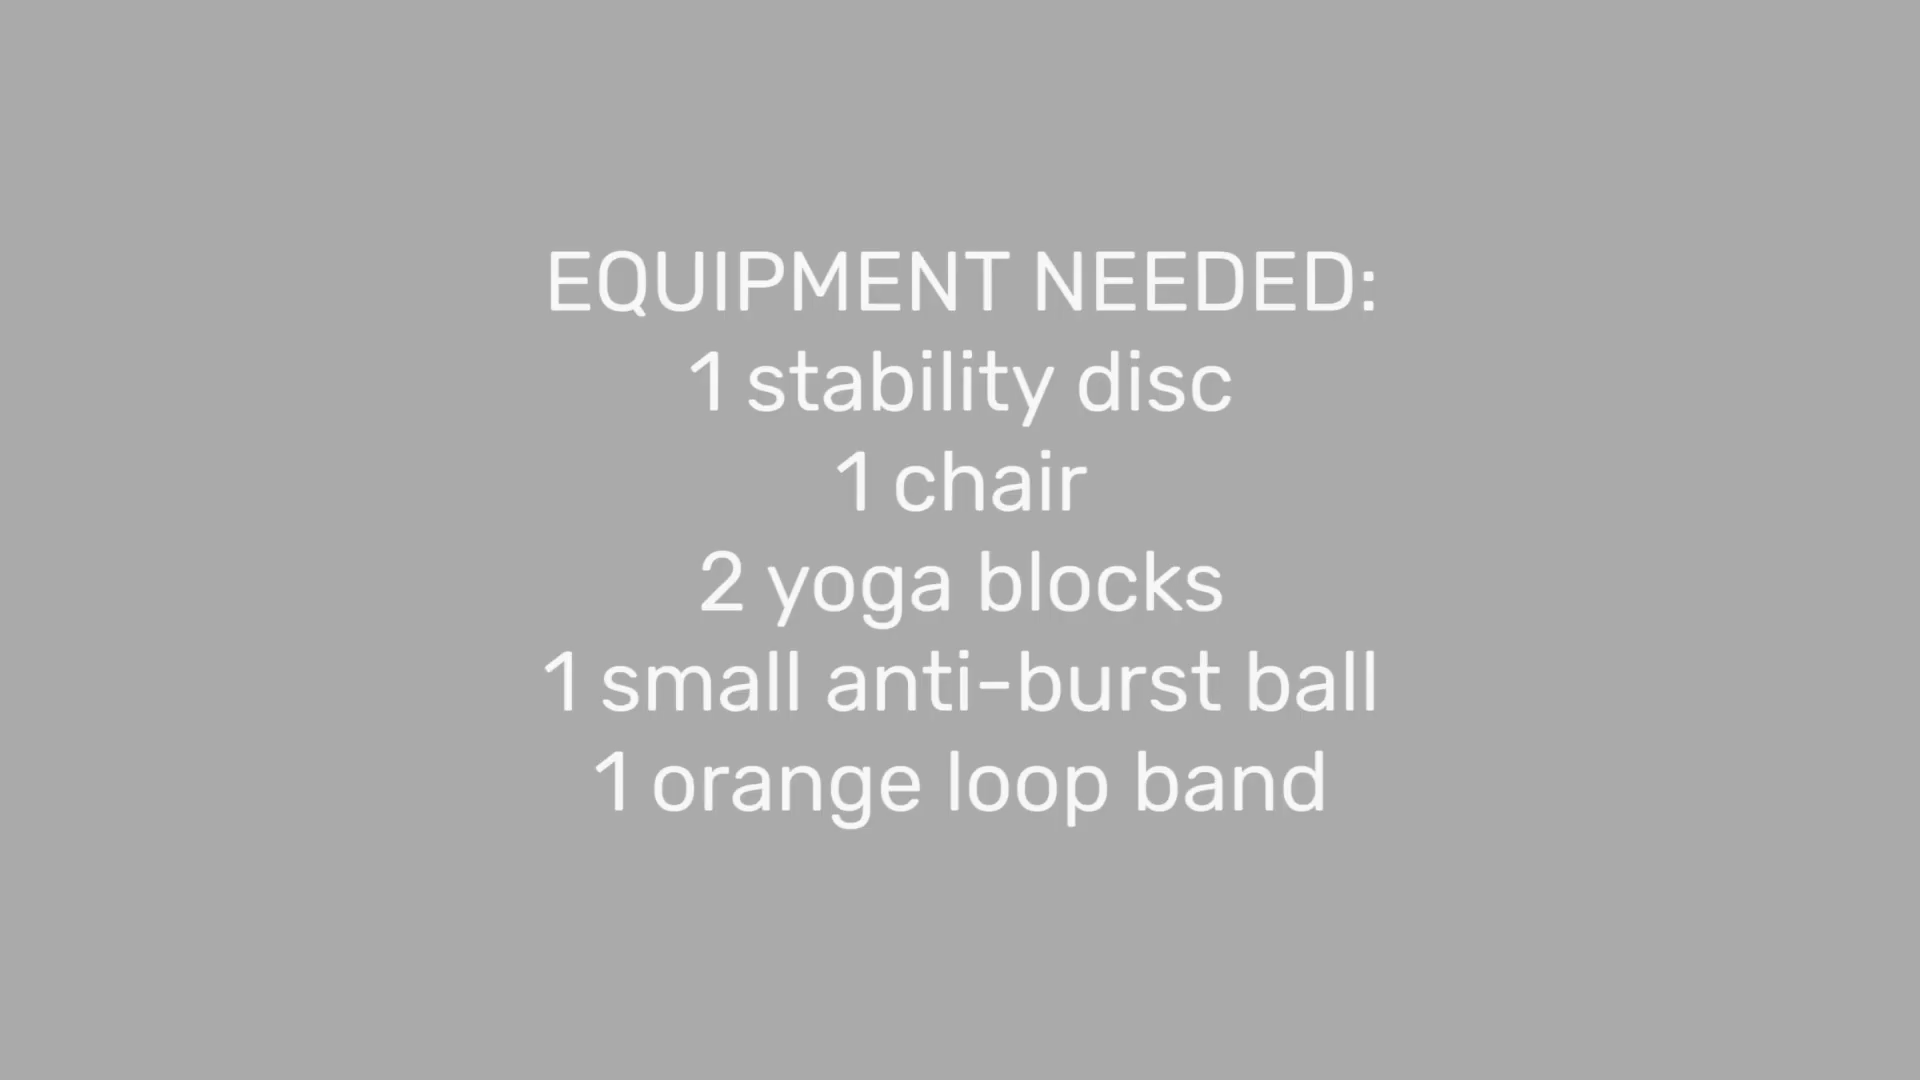 EQUIPMENT NEEDED:
1 stability disc
1 chair
2 yoga blocks
1 small anti-burst ball
1 orange loop band